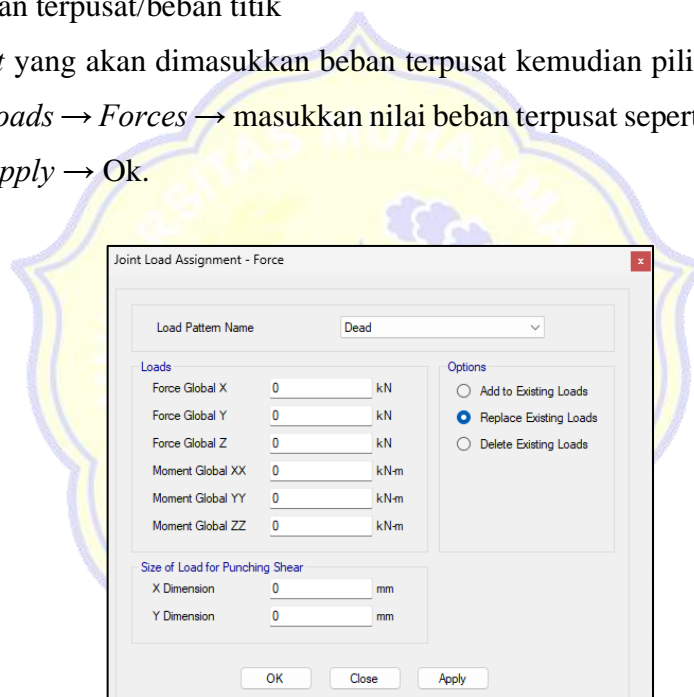 an terpusat/beban titik
t yang akan dimasukkan beban terpusat kemudian pili
oads → Forces → masukkan nilai beban terpusat sepert
pply → Ok.
Joint Load Assignment - Force
x
Load Pattern Name Dead
Loads
Options
Force Global X 0 kN
Add to Existing Loads
Force Global Y 0 kN
Replace Existing Loads
Force Global Z 0 kN
Delete Existing Loads
Moment Global XX 0 kN-m
Moment Global YY 0 kN-m
Moment Global ZZ 0 kN-m
Size of Load for Punching Shear
X Dimension 0 mm
Y Dimension 0 mm
OK Close Apply